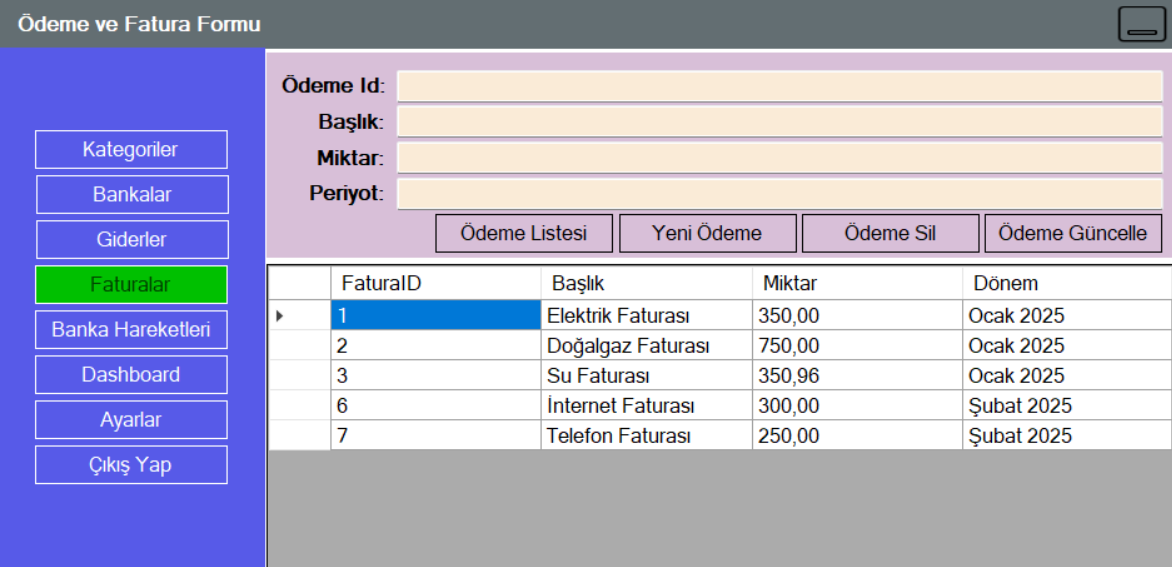 Ödeme ve Fatura Formu
Kategoriler
Bankalar
Giderler
Faturalar
Banka Hareketleri
Dashboard
Ayarlar
Çıkış Yap
Ödeme Id:
Başlık:
Miktar:
Periyot:
Ödeme Listesi Yeni Ödeme Ödeme Sil Ödeme Güncelle
FaturaID Başlık Miktar Dönem
1 Elektrik Faturası 350,00 Ocak 2025
2 Doğalgaz Faturası 750,00 Ocak 2025
3 Su Faturası 350,96 Ocak 2025
6 İnternet Faturası 300,00 Şubat 2025
7 Telefon Faturası 250,00 Şubat 2025